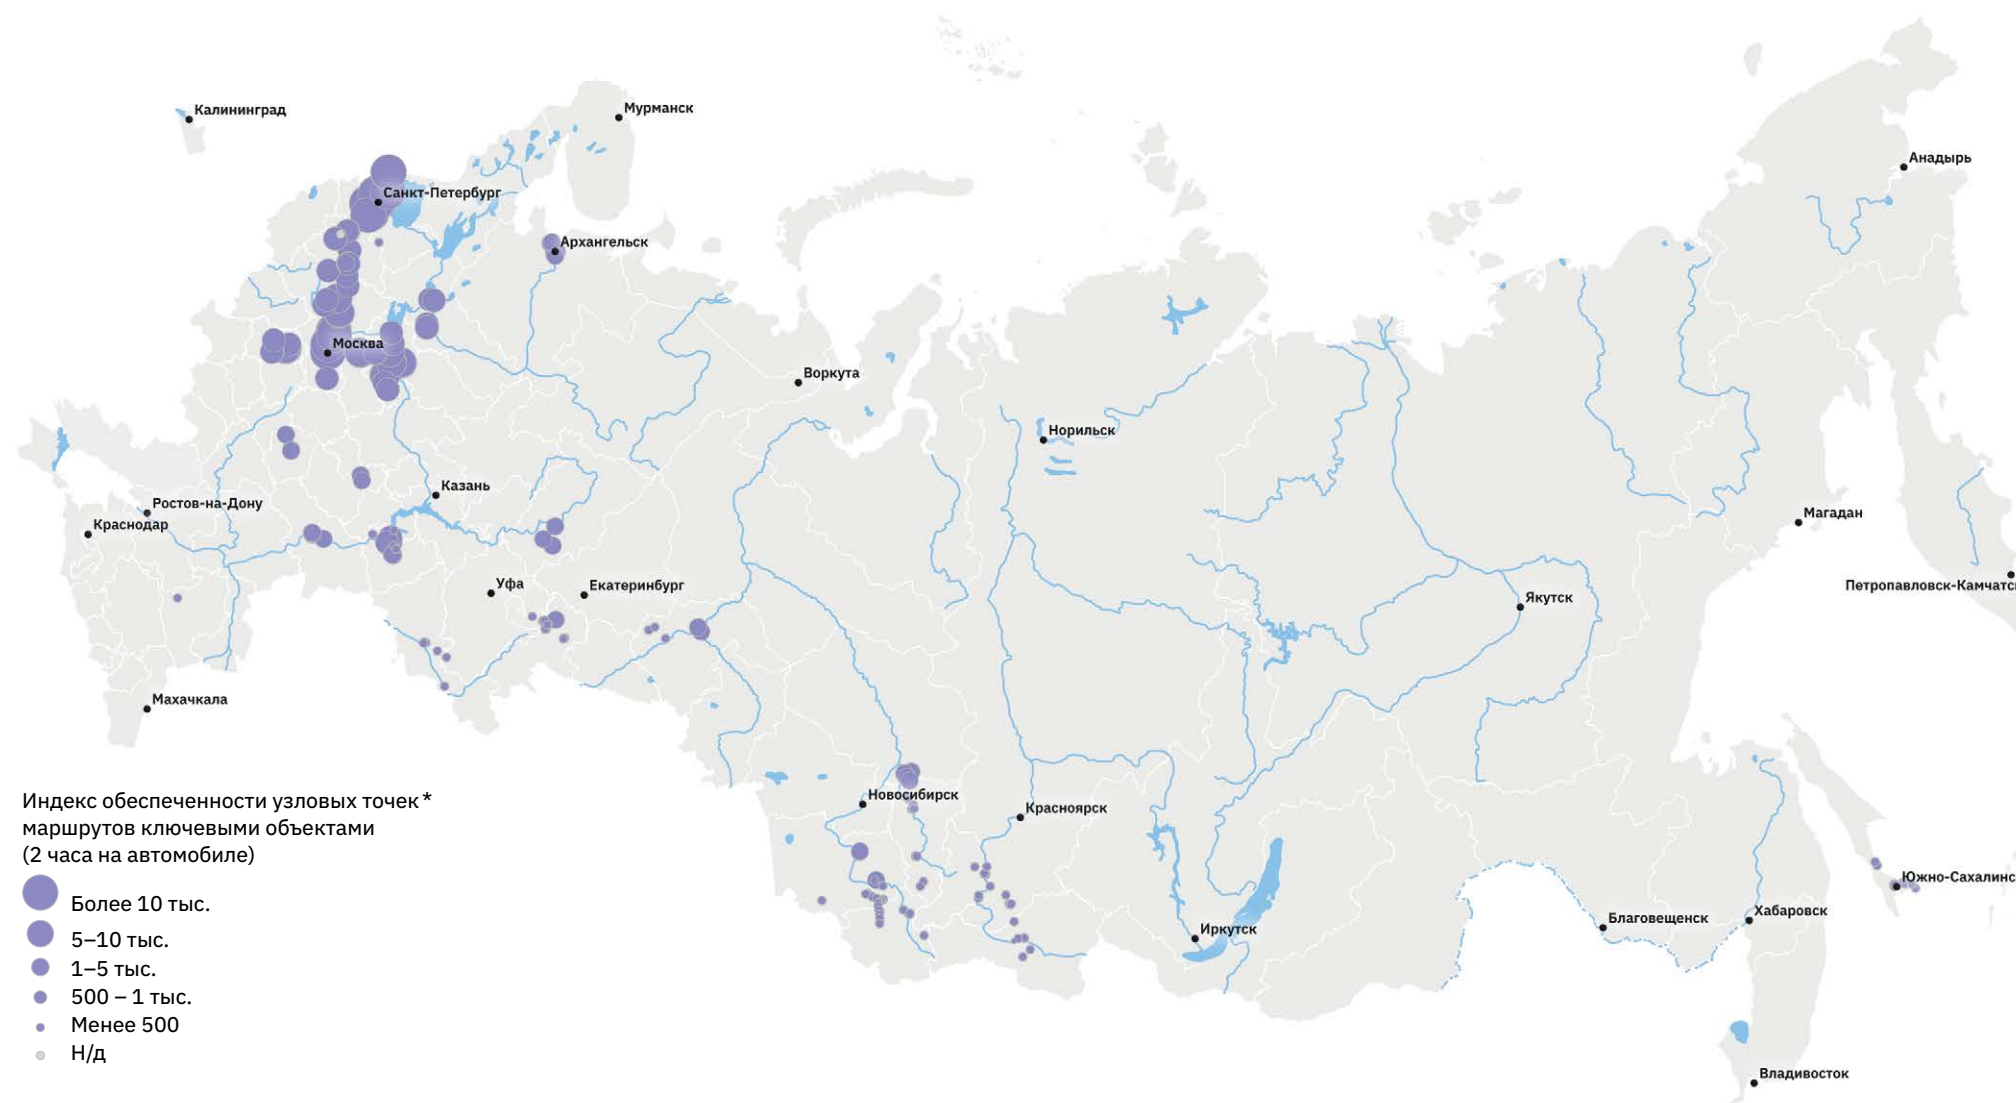 Калининград
Мурманск
Анадырь
Санкт-Петербург
Архангельск
Москва
Воркута
Норильск
Казань
Ростов-на-Дону
Краснодар
Магадан
Уфа
Екатеринбург
Петропавловск-Камчатс
Якутск
Махачкала
Новосибирск
Красноярск
Южно-Сахалинс
Хабаровск
Благовещенск
Иркутск
Владивосток
Индекс обеспеченности узловых точек *
маршрутов ключевыми объектами
(2 часа на автомобиле)
Более 10 тыс.
5–10 тыс.
1–5 тыс.
500 – 1 тыс.
Менее 500
Н/д